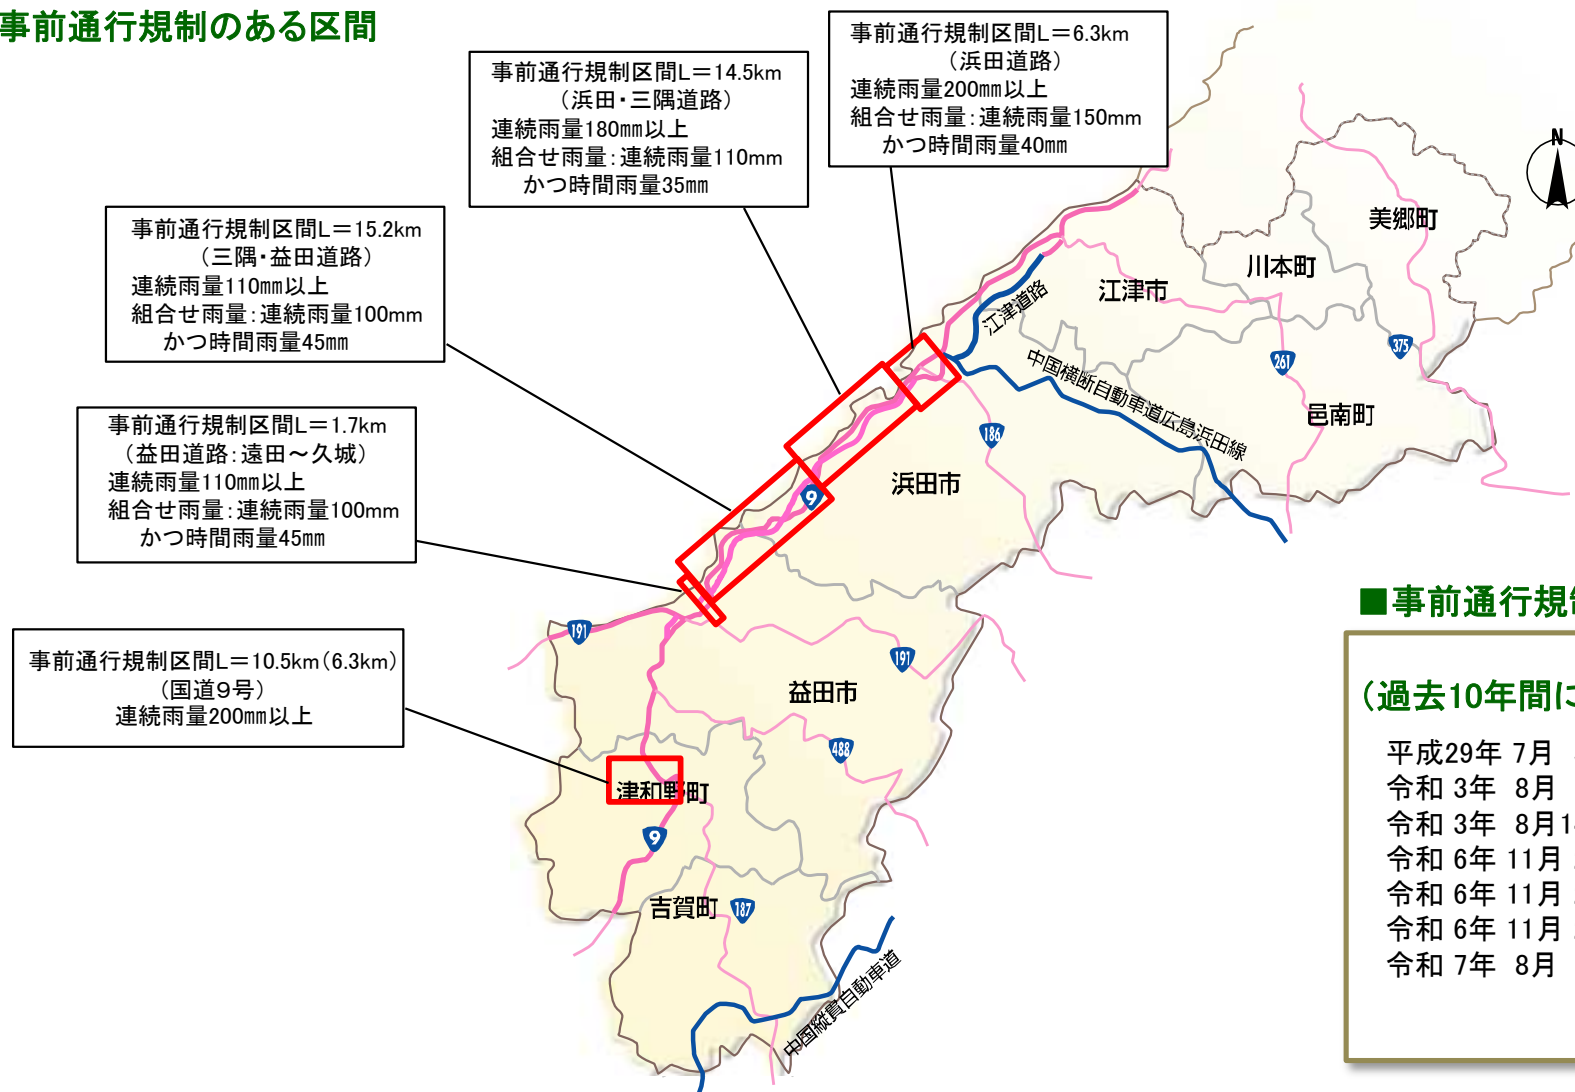 事前通行規制のある区間
事前通行規制区間L=6.3km
(浜田道路)
連続雨量200㎜以上
組合せ雨量:連続雨量150mm
かつ時間雨量40㎜
事前通行規制区間L=14.5km
(浜田・三隅道路)
連続雨量180㎜以上
組合せ雨量:連続雨量110mm
かつ時間雨量35㎜
事前通行規制区間L=15.2km
(三隅・益田道路)
連続雨量110㎜以上
組合せ雨量:連続雨量100mm
かつ時間雨量45㎜
事前通行規制区間L=1.7km
(益田道路:遠田~久城)
連続雨量110㎜以上
組合せ雨量:連続雨量100mm
かつ時間雨量45㎜
事前通行規制区間L=10.5km(6.3km)
(国道9号)
連続雨量200㎜以上
N
美郷町
川本町
江津市
江津道路
375
261
中国横断自動車道広島浜田線
邑南町
186
浜田市
9
191
191
益田市
488
津和野町
9
吉賀町
187
中国縦貫自動車道
■事前通行規
(過去10年間に
平成29年 7月
令和 3年 8月
令和 3年 8月1
令和 6年 11月
令和 6年 11月
令和 6年 11月
令和 7年 8月